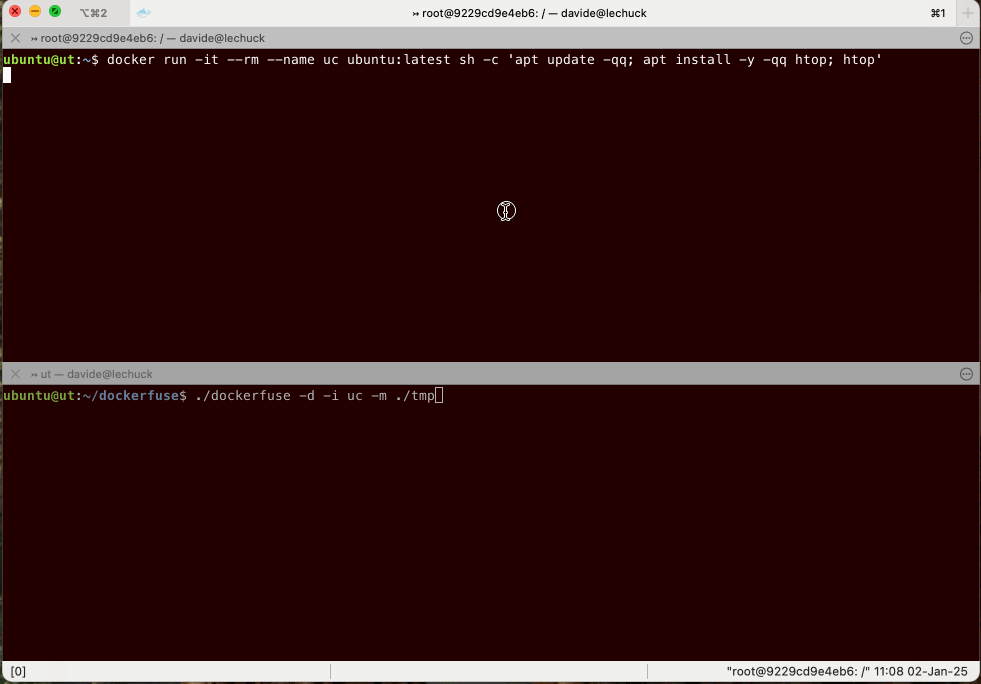 ⌥⌘2
↣ root@9229cd9e4eb6: / — davide@lechuck
⌘1
↣ root@9229cd9e4eb6: / — davide@lechuck
ubuntu@ut:~$ docker run -it --rm --name uc ubuntu:latest sh -c 'apt update -qq; apt install -y -qq htop; htop'
↣ ut — davide@lechuck
ubuntu@ut:~/dockerfuse$ ./dockerfuse -d -i uc -m ./tmp
[0]
"root@9229cd9e4eb6: /" 11:08 02-Jan-25